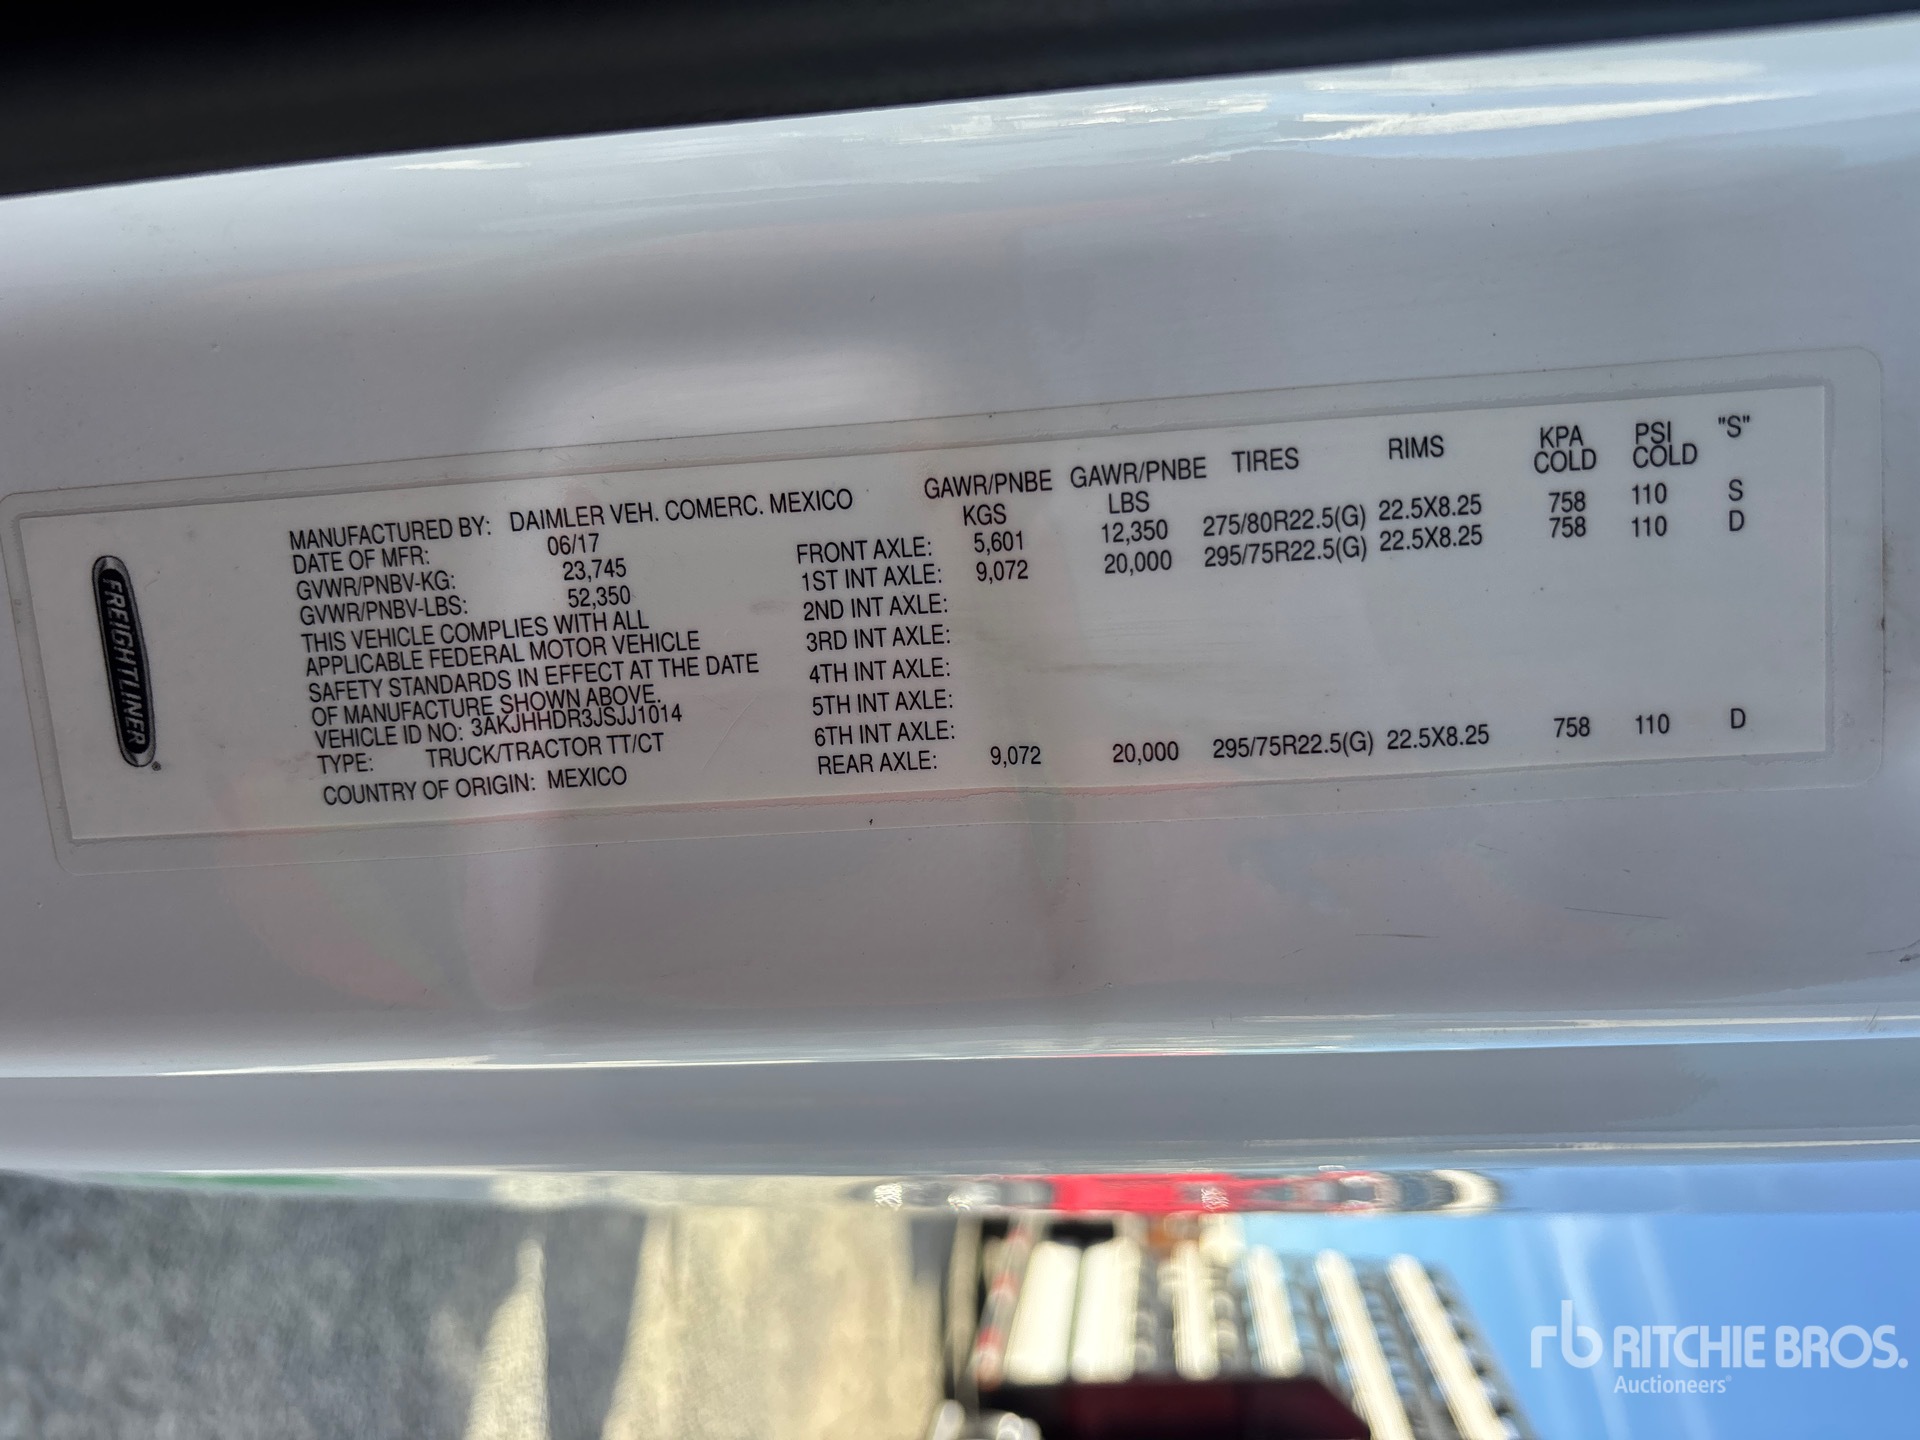 FREIGHTLINER
MANUFACTURED BY: DAIMLER VEH. COMERC. MEXICO
DATE OF MFR: 06/17
GVWR/PNBV-KG: 23,745
GVWR/PNBV-LBS: 52,350
THIS VEHICLE COMPLIES WITH ALL
APPLICABLE FEDERAL MOTOR VEHICLE
SAFETY STANDARDS IN EFFECT AT THE DATE
OF MANUFACTURE SHOWN ABOVE.
VEHICLE ID NO: 3AKJHHDR3JSJJ1014
TYPE: TRUCK/TRACTOR TT/CT
COUNTRY OF ORIGIN: MEXICO
GAWR/PNBE KGS GAWR/PNBE LBS TIRES RIMS KPA COLD PSI COLD "S"
FRONT AXLE: 5,601 12,350 275/80R22.5(G) 22.5X8.25 758 110 S
1ST INT AXLE: 9,072 20,000 295/75R22.5(G) 22.5X8.25 758 110 D
2ND INT AXLE:
3RD INT AXLE:
4TH INT AXLE:
5TH INT AXLE:
6TH INT AXLE:
REAR AXLE: 9,072 20,000 295/75R22.5(G) 22.5X8.25 758 110 D
rb RITCHIE BROS.
Auctioneers